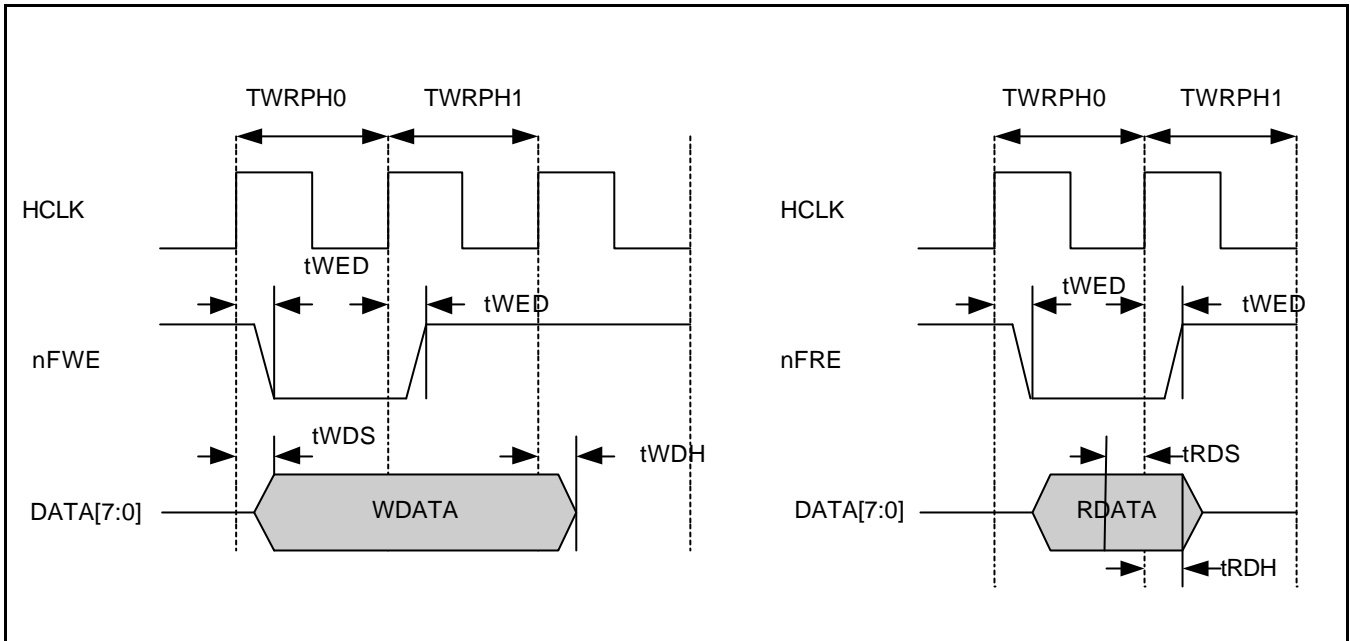 TWRPH0 TWRPH1
HCLK
tWED
tWED
nFWE
tWDS
tWDH
DATA[7:0]
WDATA
TWRPH0 TWRPH1
HCLK
tWED
tWED
nFRE
tRDS
DATA[7:0]
RDATA
tRDH